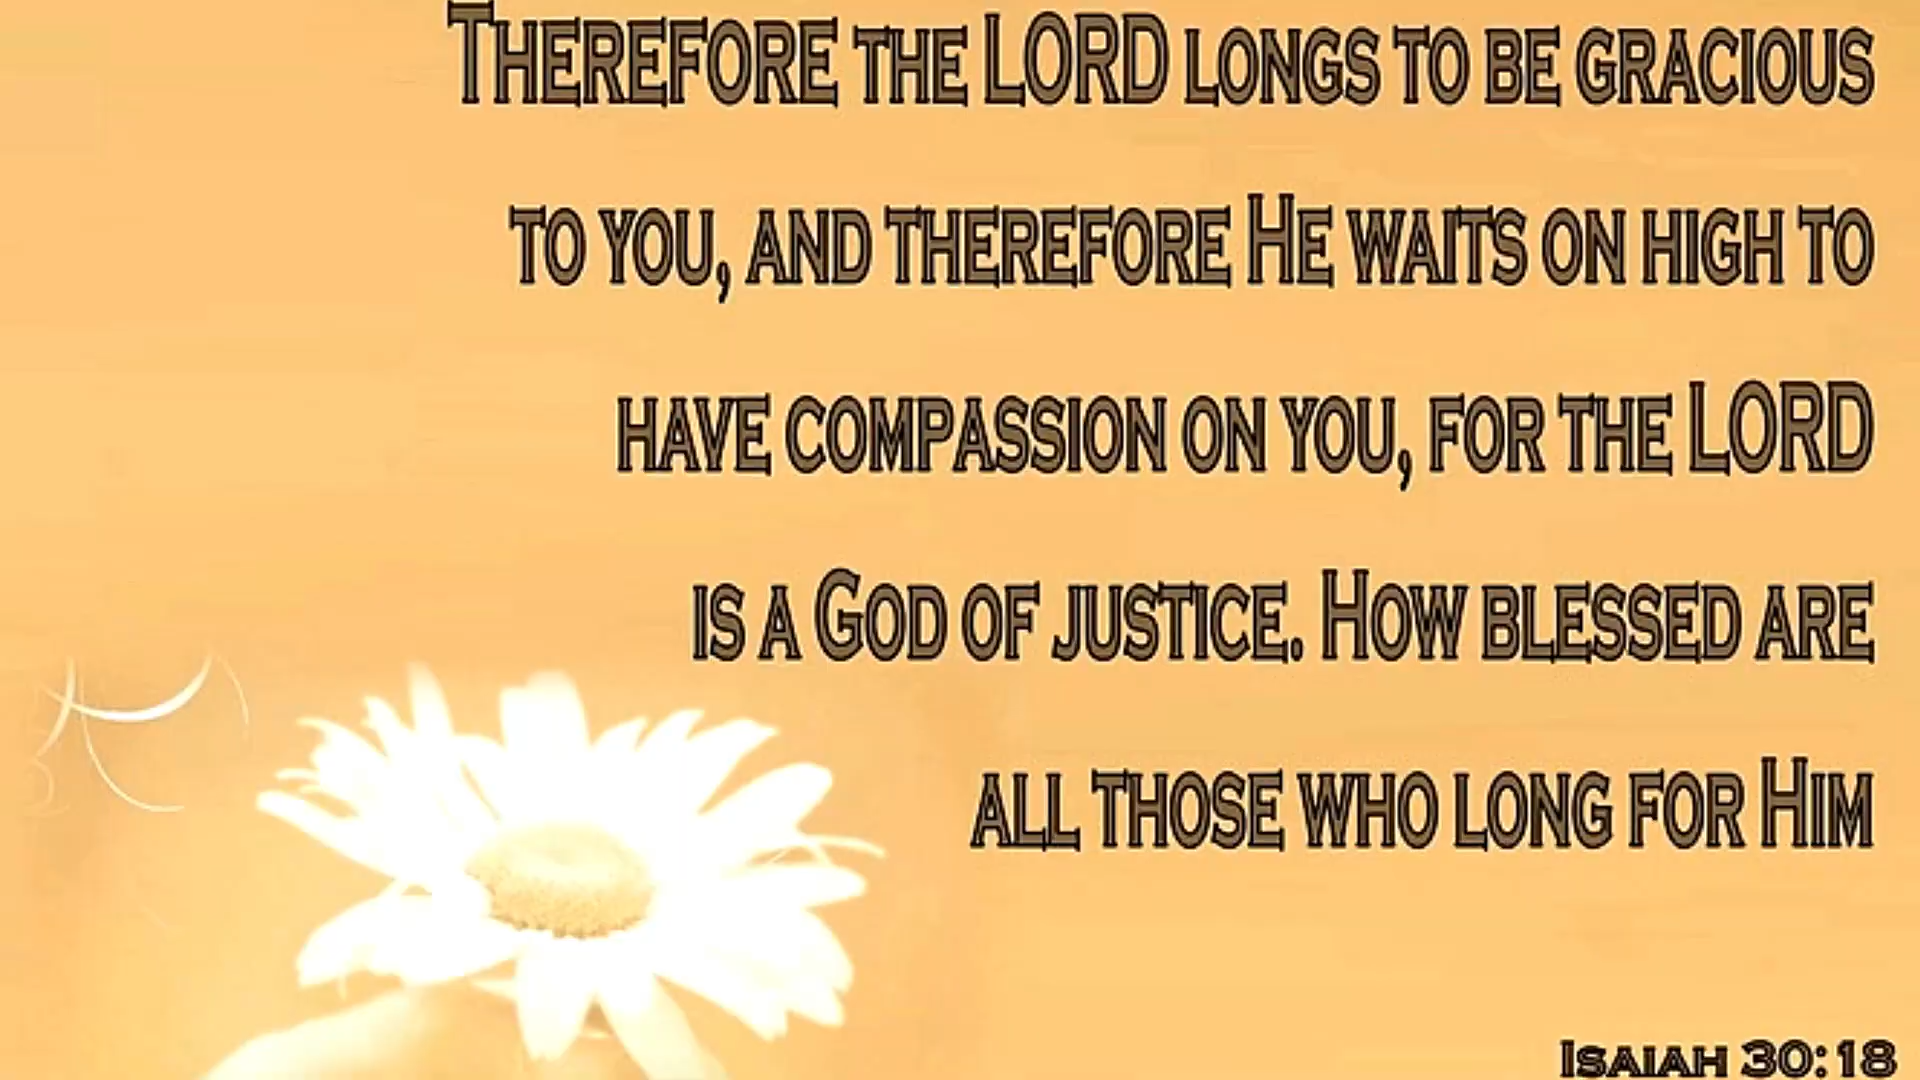 Therefore the LORD longs to be gracious
to you, and therefore He waits on high to
have compassion on you, for the LORD
is a God of justice. How blessed are
all those who long for Him
Isaiah 30:18